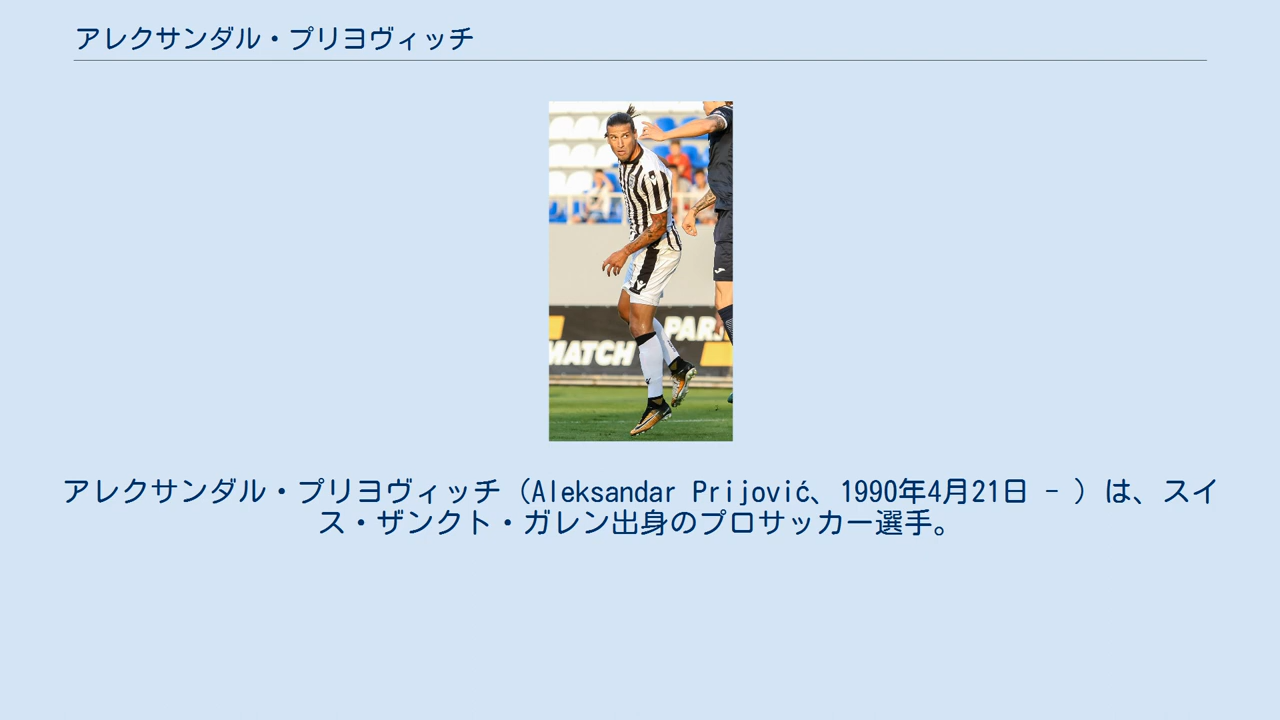 アレクサンダル・プリヨヴィッチ
MATCH
PARI
アレクサンダル・プリヨヴィッチ（Aleksandar Prijović、1990年4月21日 - ）は、スイ
ス・ザンクト・ガレン出身のプロサッカー選手。